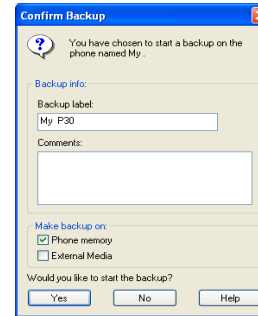 Confirm Backup
You have chosen to start a backup on the
phone named My .
Backup info:
Backup label:
My P30
Comments:
Make backup on:
Phone memory
External Media
Would you like to start the backup?
Yes No Help